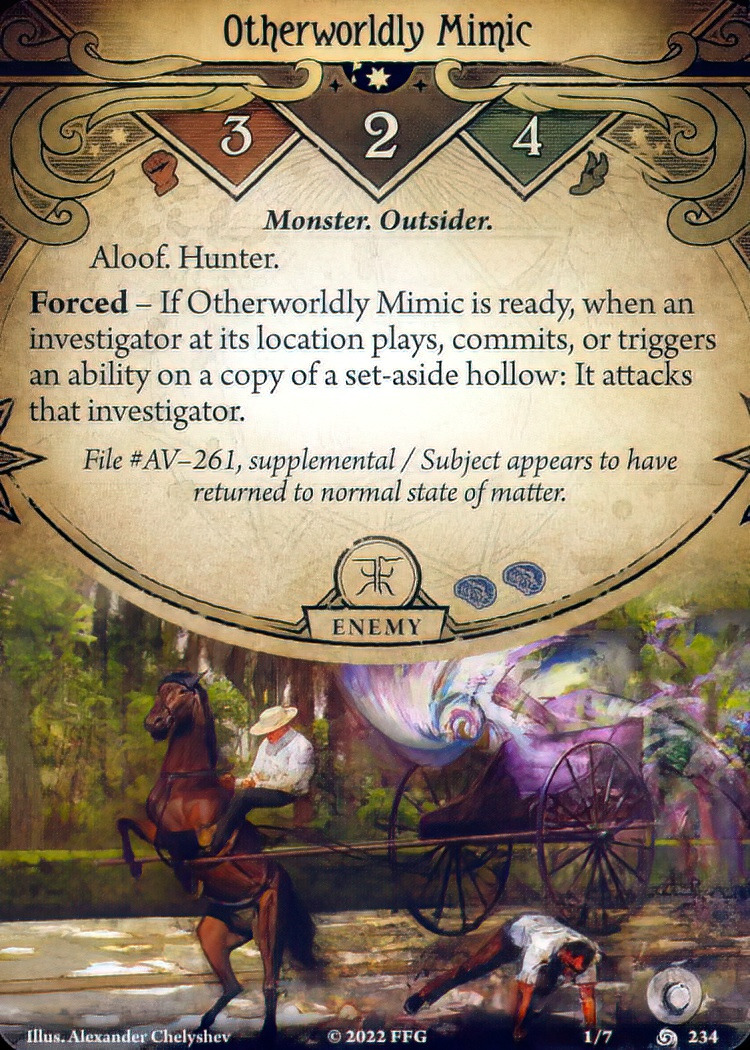 Otherworldly Mimic
3 2 4
Monster. Outsider.
Aloof. Hunter.
Forced – If Otherworldly Mimic is ready, when an
investigator at its location plays, commits, or triggers
an ability on a copy of a set-aside hollow: It attacks
that investigator.
File #AV–261, supplemental / Subject appears to have
returned to normal state of matter.
ENEMY
Illus. Alexander Chelyshev © 2022 FFG 1/7 234